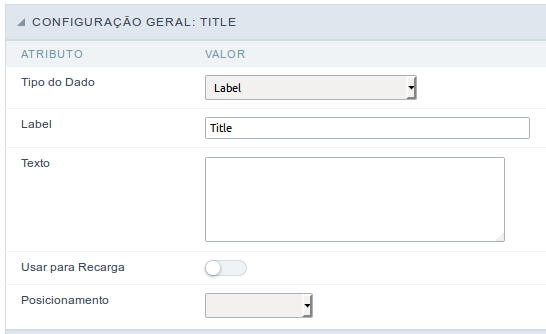 CONFIGURAÇÃO GERAL: TITLE
ATRIBUTO VALOR
Tipo do Dado Label
Label Title
Texto
Usar para Recarga
Posicionamento